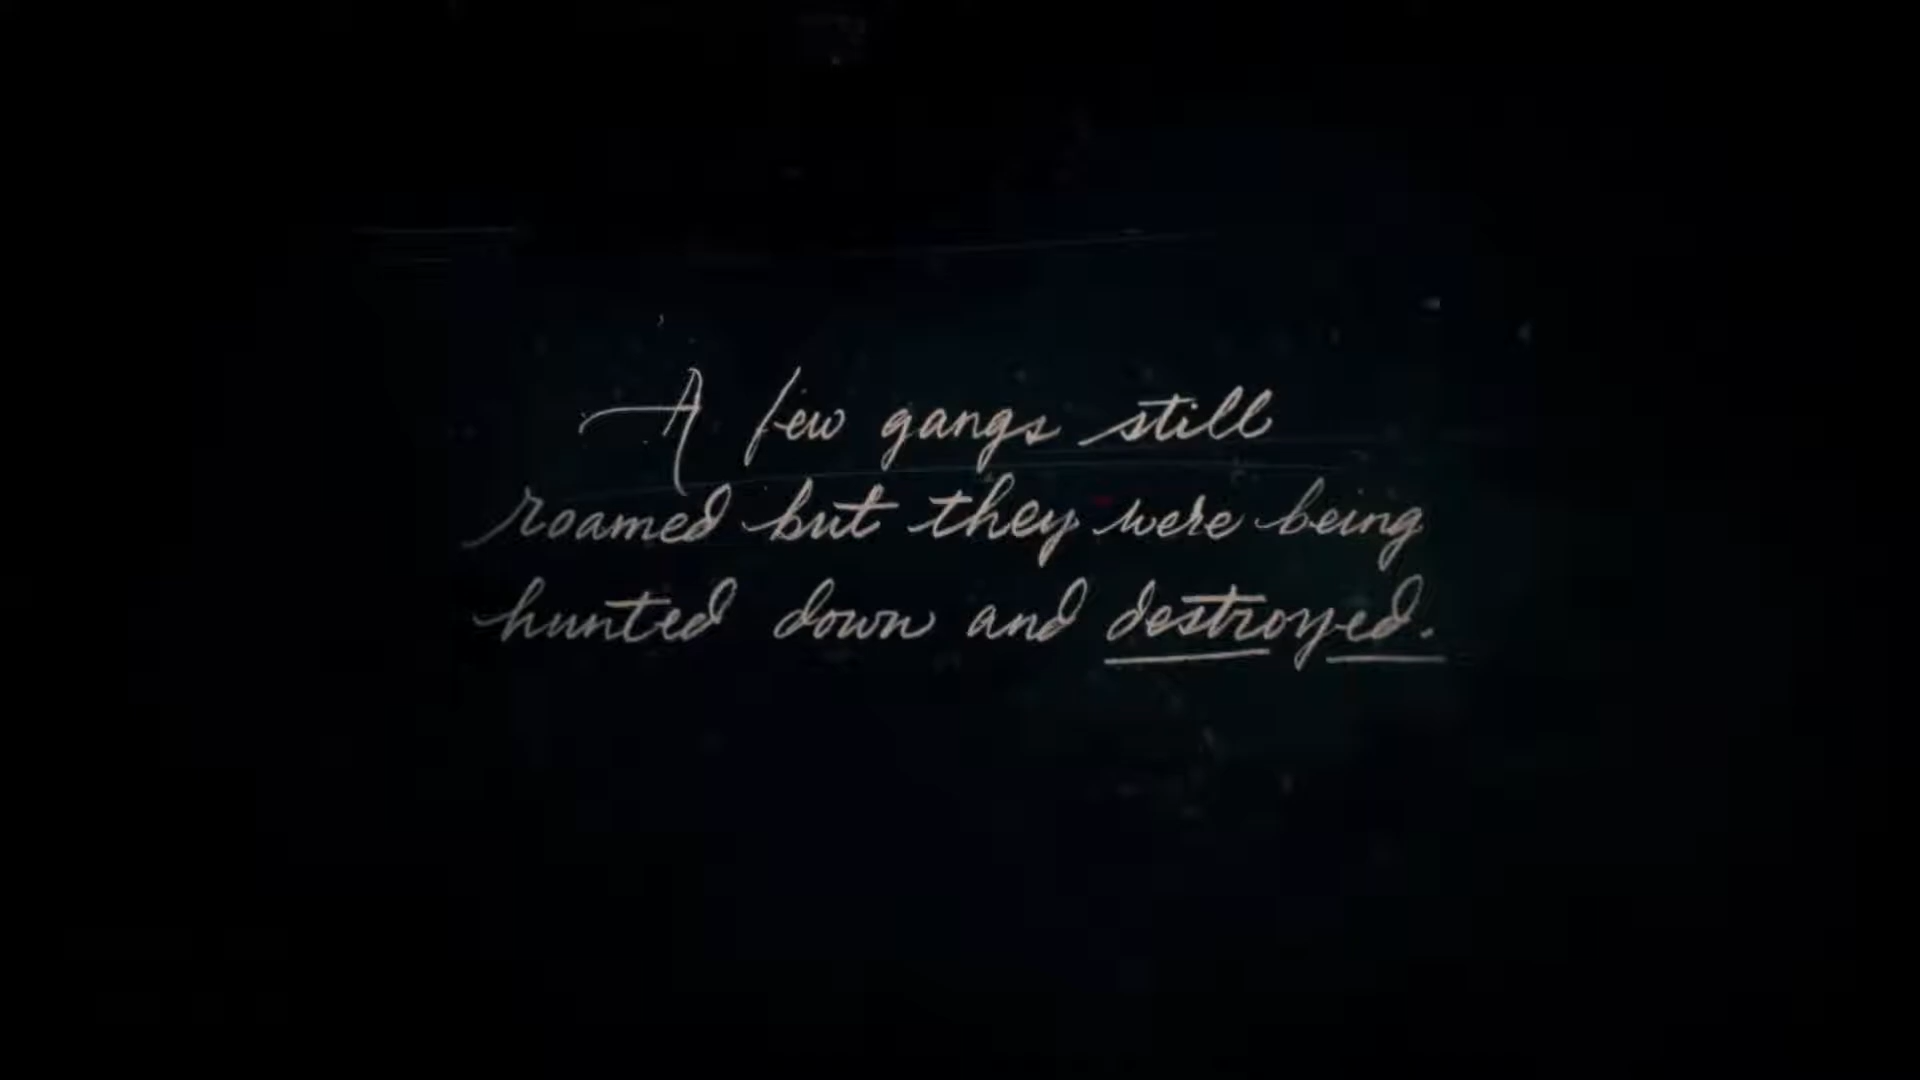 A few gangs still
roamed but they were being
hunted down and destroyed.